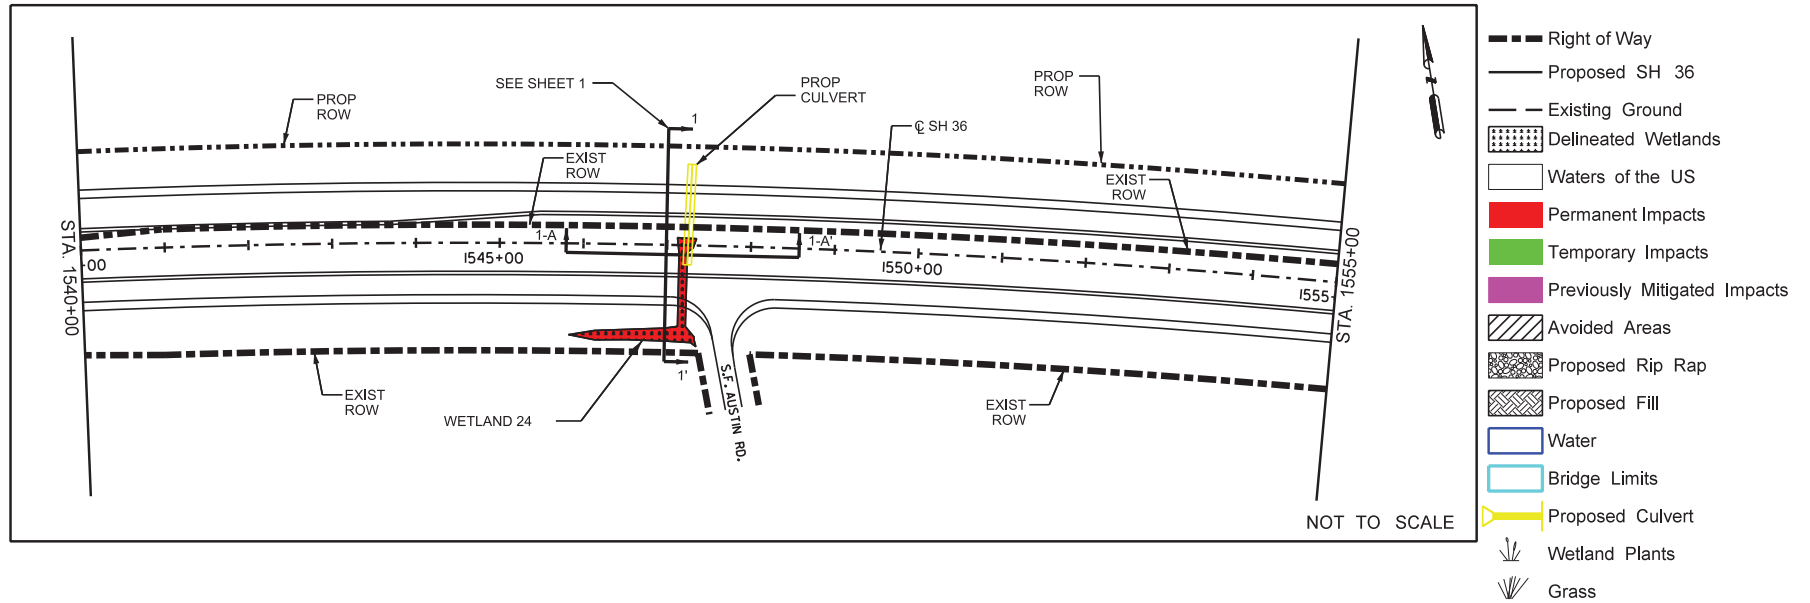 SEE SHEET 1
PROP
ROW
PROP
CULVERT
PROP
ROW
1
℄ SH 36
EXIST
ROW
EXIST
ROW
STA. 1540+00
+00
1-A
1545+00
1-A'
1550+00
1555
STA. 1555+00
1'
S.F. AUSTIN RD.
EXIST
ROW
WETLAND 24
EXIST
ROW
NOT TO SCALE
Right of Way
Proposed SH 36
Existing Ground
Delineated Wetlands
Waters of the US
Permanent Impacts
Temporary Impacts
Previously Mitigated Impacts
Avoided Areas
Proposed Rip Rap
Proposed Fill
Water
Bridge Limits
Proposed Culvert
Wetland Plants
Grass